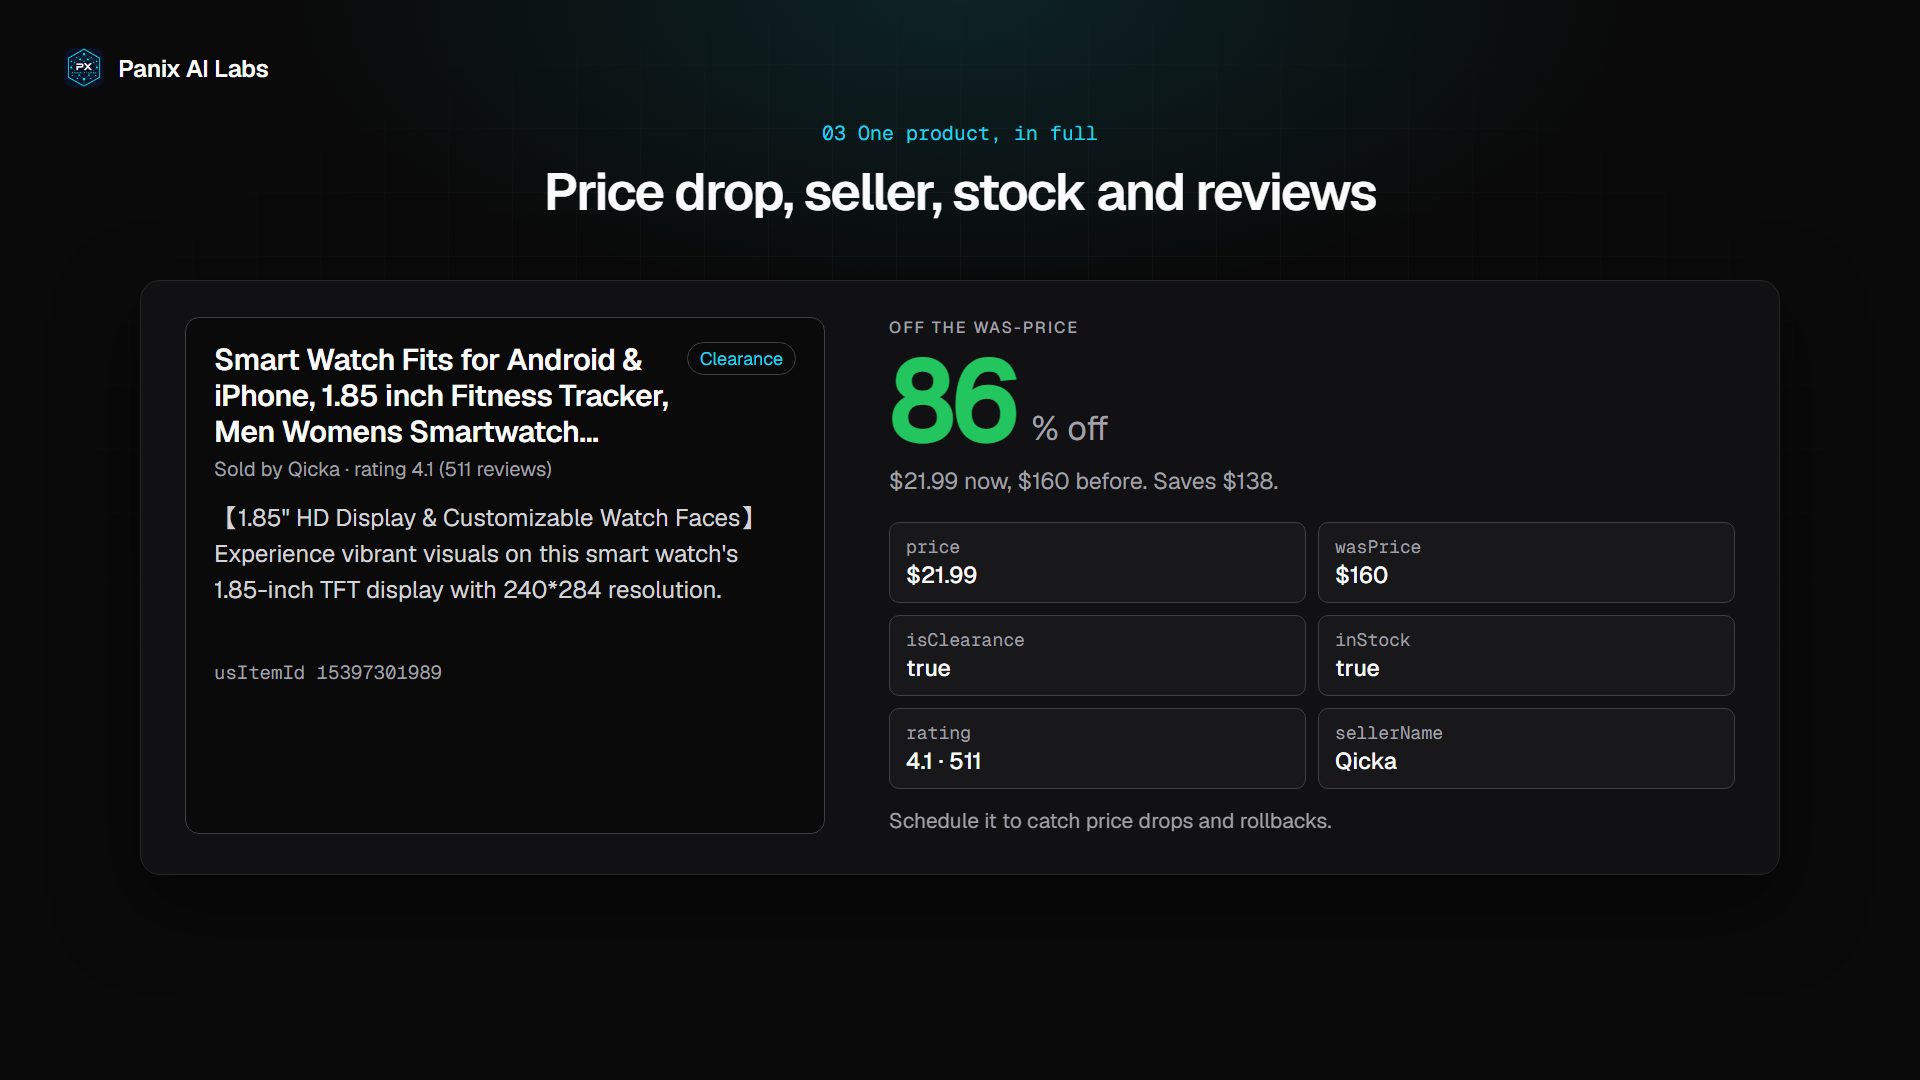 PX
Panix AI Labs
03 One product, in full
Price drop, seller, stock and reviews
Smart Watch Fits for Android &
iPhone, 1.85 inch Fitness Tracker,
Men Womens Smartwatch...
Clearance
Sold by Qicka · rating 4.1 (511 reviews)
【1.85" HD Display & Customizable Watch Faces】
Experience vibrant visuals on this smart watch's
1.85-inch TFT display with 240*284 resolution.
usItemId 15397301989
OFF THE WAS-PRICE
86 % off
$21.99 now, $160 before. Saves $138.
price
$21.99
wasPrice
$160
isClearance
true
inStock
true
rating
4.1 · 511
sellerName
Qicka
Schedule it to catch price drops and rollbacks.